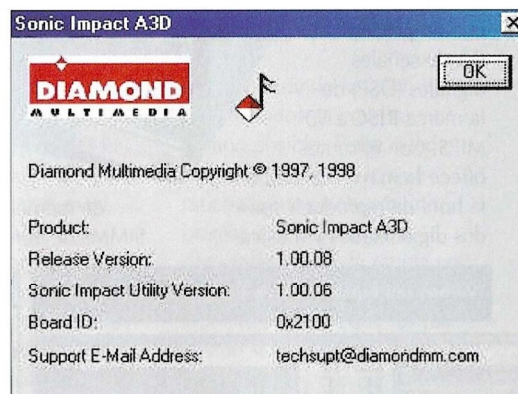 Sonic Impact A3D
DIAMOND
MULTIMEDIA
OK
Diamond Multimedia Copyright © 1997, 1998
Product: Sonic Impact A3D
Release Version: 1.00.08
Sonic Impact Utility Version: 1.00.06
Board ID: 0x2100
Support E-Mail Address: techsupt@diamondmm.com